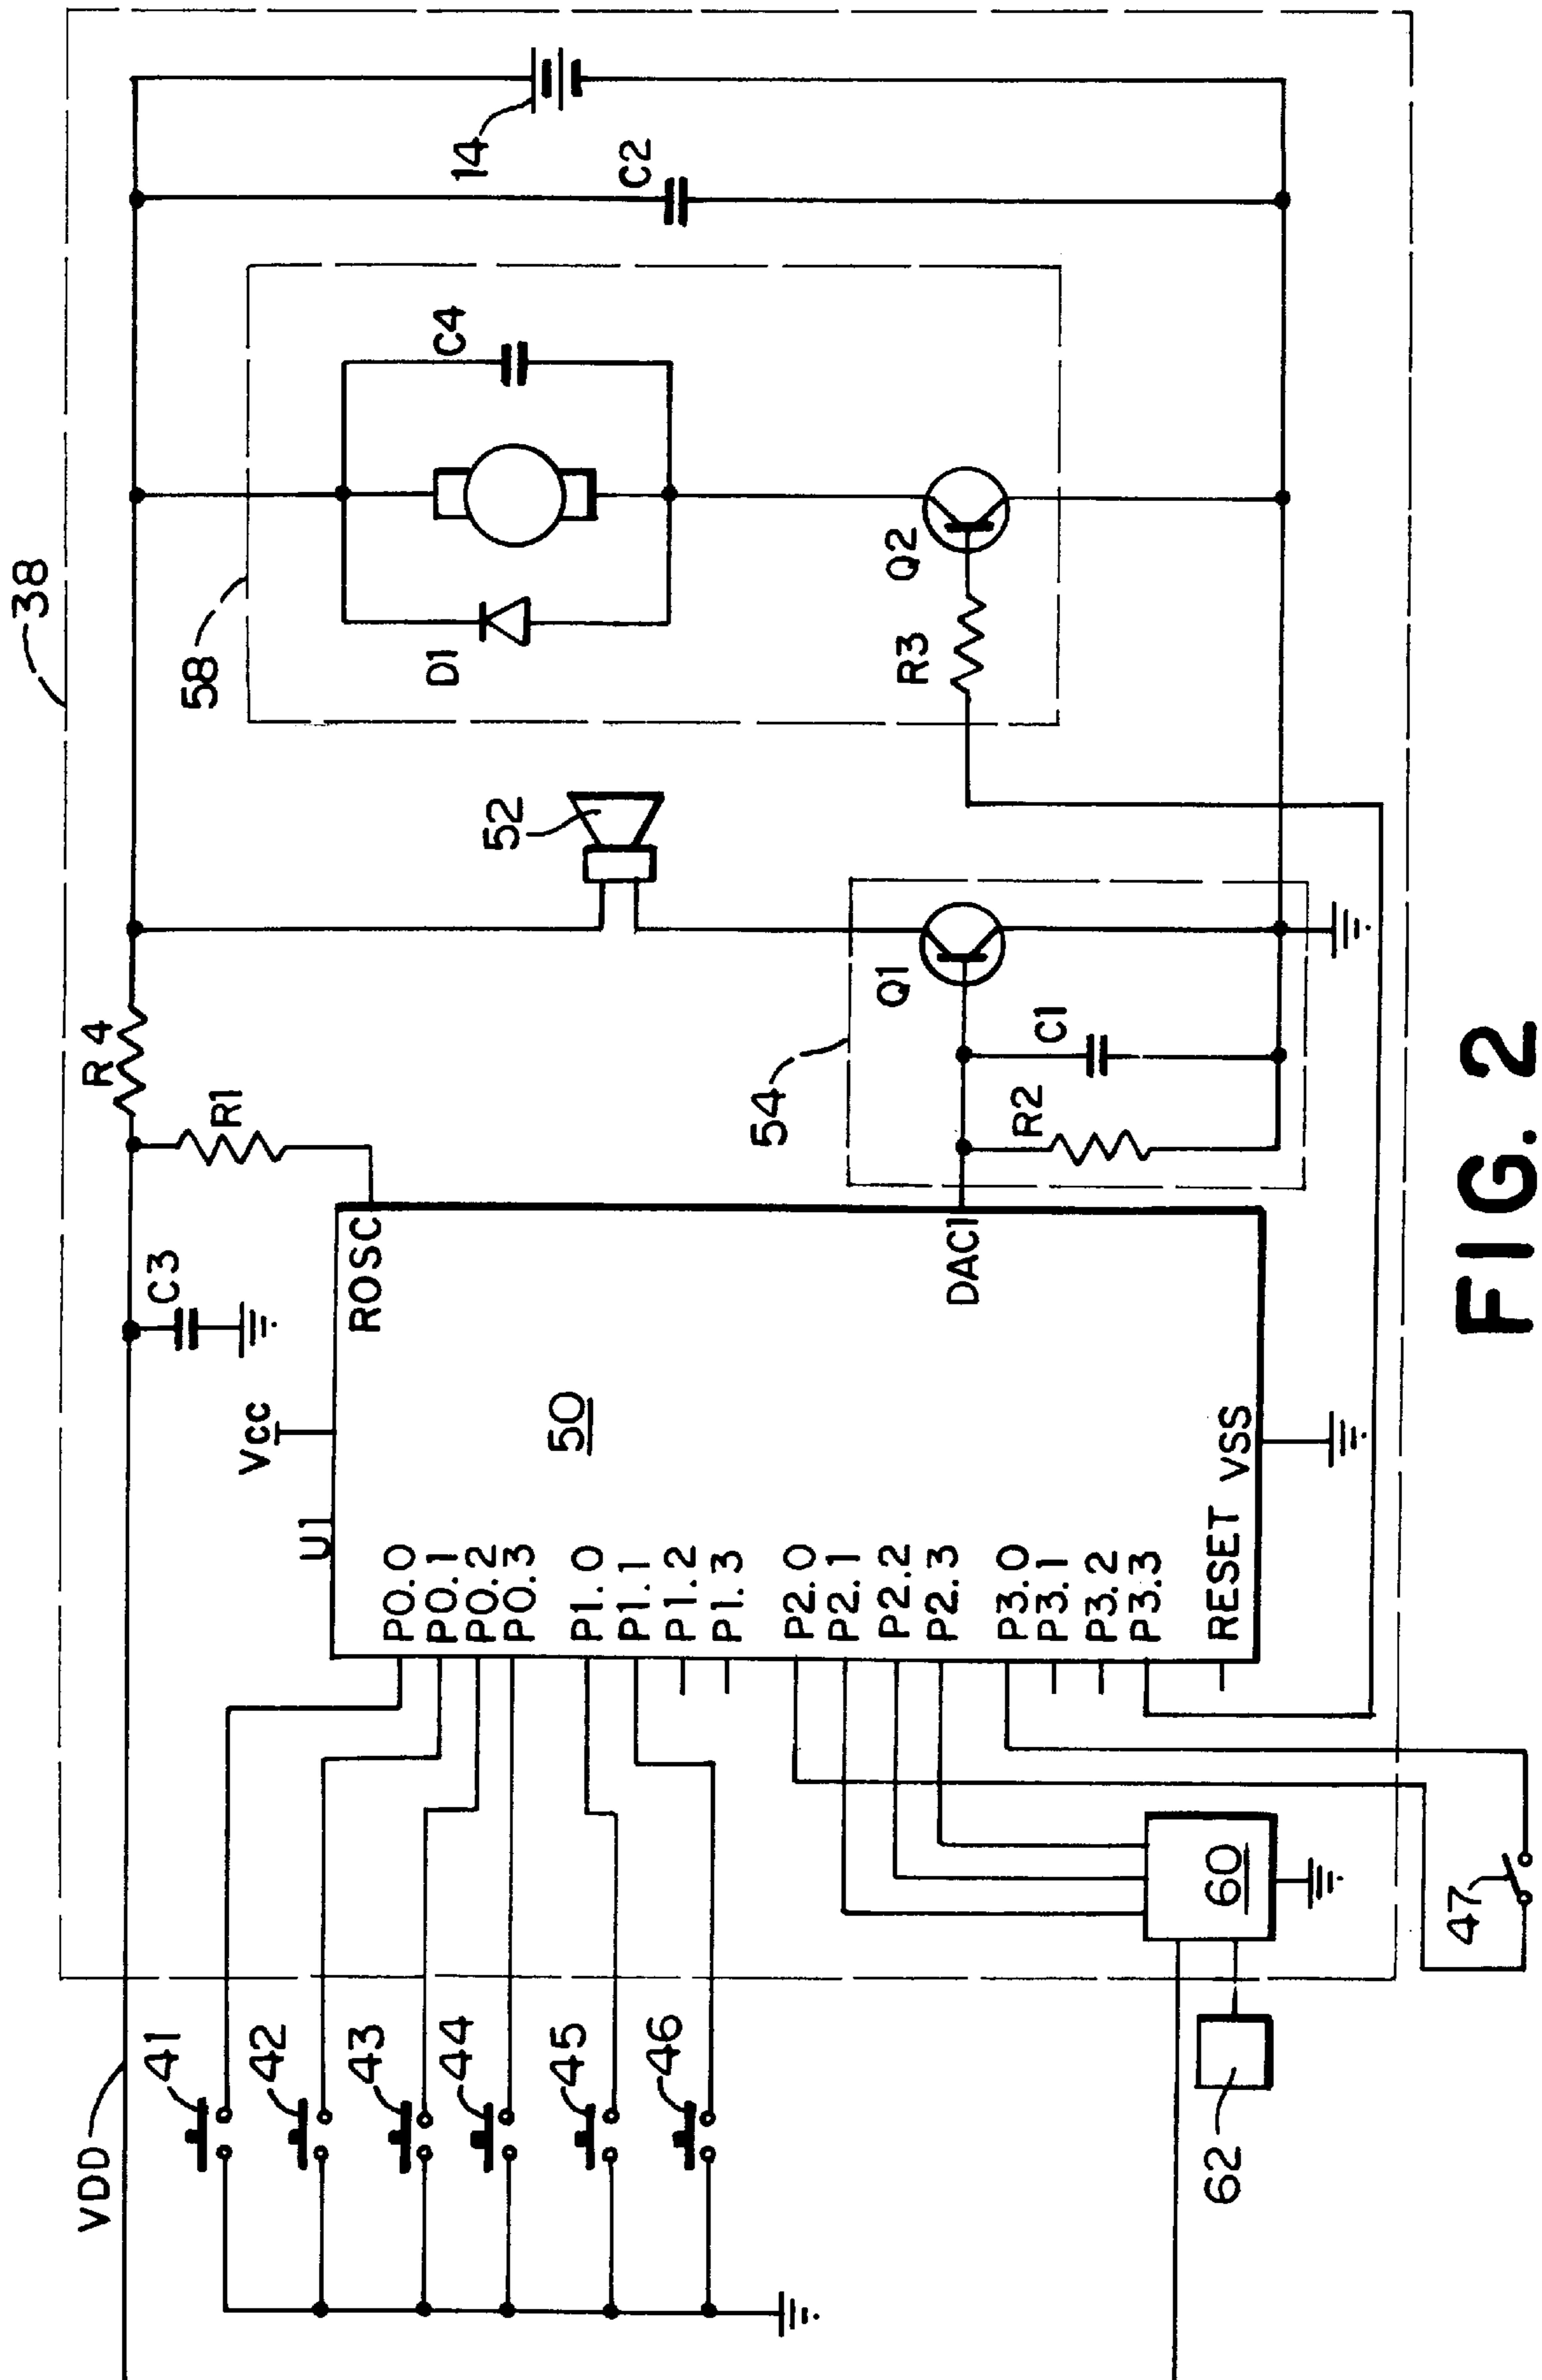 38
VDD
R4
R1
C3
Vcc
U1
ROSC
50
DAC1
P0.0
P0.1
P0.2
P0.3
P1.0
P1.1
P1.2
P1.3
P2.0
P2.1
P2.2
P2.3
P3.0
P3.1
P3.2
P3.3
RESET
VSS
41
42
43
44
45
46
47
60
62
52
54
Q1
C1
R2
58
D1
C4
Q2
R3
C2
14
FIG. 2